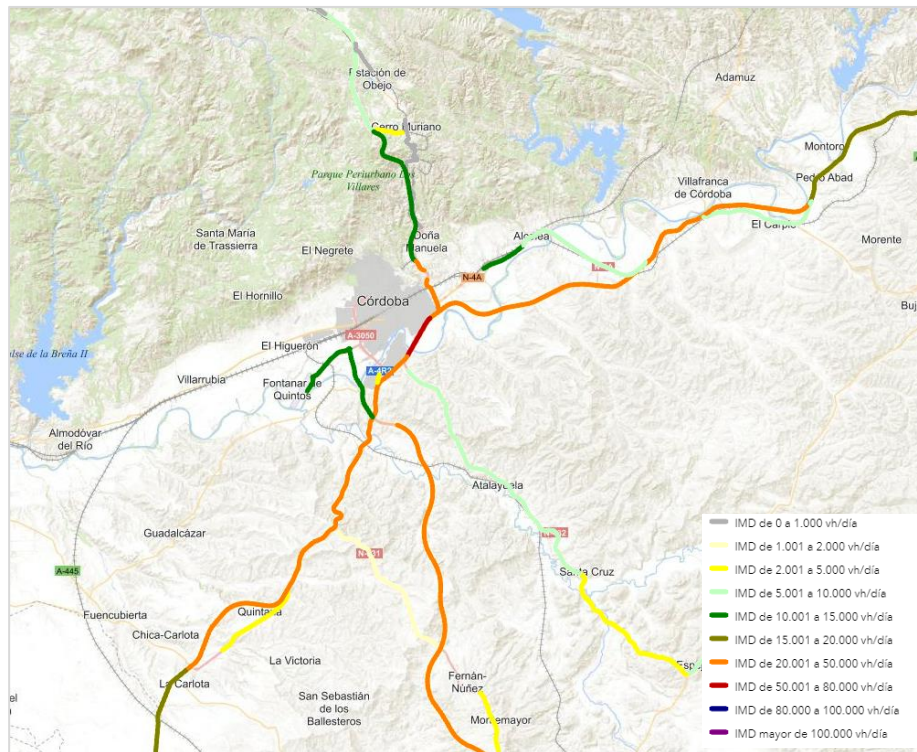 Estación de
Obejo
Adamuz
Cerro Muriano
Montoro
Parque Periurbano Los
Villares
Pedro Abad
Villafranca
de Córdoba
El Carpio
Santa María
de Trassierra
El Negrete
Doña
Manuela
Alcolea
Morente
N-4A
El Hornillo
Córdoba
Buj
A-3050
El Higuerón
Villarrubia
A-4R2
Fontanar de
Quintos
Almodóvar
del Río
Atalayuela
Guadalcázar
Santa Cruz
A-445
Fuencubierta
Quintana
Chica-Carlota
La Victoria
La Carlota
Fernán-
Núñez
San Sebastián
de los
Ballesteros
IMD de 0 a 1.000 vh/día
IMD de 1.001 a 2.000 vh/día
IMD de 2.001 a 5.000 vh/día
IMD de 5.001 a 10.000 vh/día
IMD de 10.001 a 15.000 vh/día
IMD de 15.001 a 20.000 vh/día
IMD de 20.001 a 50.000 vh/día
IMD de 50.001 a 80.000 vh/día
IMD de 80.000 a 100.000 vh/día
IMD mayor de 100.000 vh/día